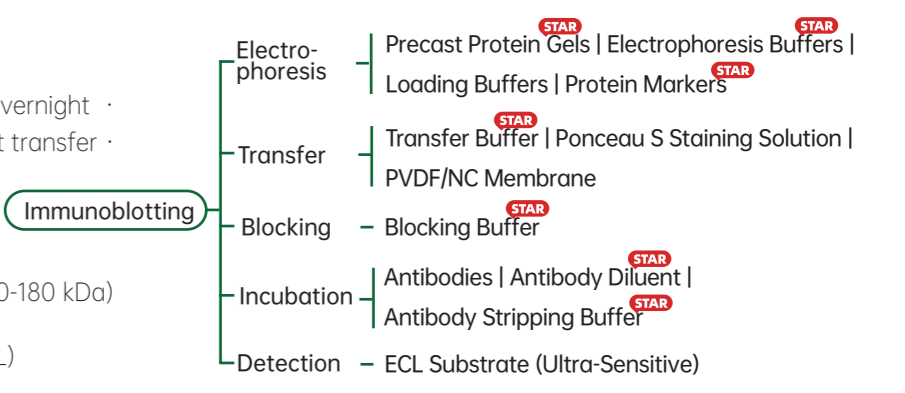 STAR STAR
Electro-
phoresis
Precast Protein Gels | Electrophoresis Buffers |
STAR
Loading Buffers | Protein Markers
·
transfer ·
STAR
Transfer
Transfer Buffer | Ponceau S Staining Solution |
PVDF/NC Membrane
Immunoblotting
STAR
Blocking
Blocking Buffer
STAR
Antibodies | Antibody Diluent |
0-180 kDa)
Incubation
STAR
Antibody Stripping Buffer
Detection
ECL Substrate (Ultra-Sensitive)